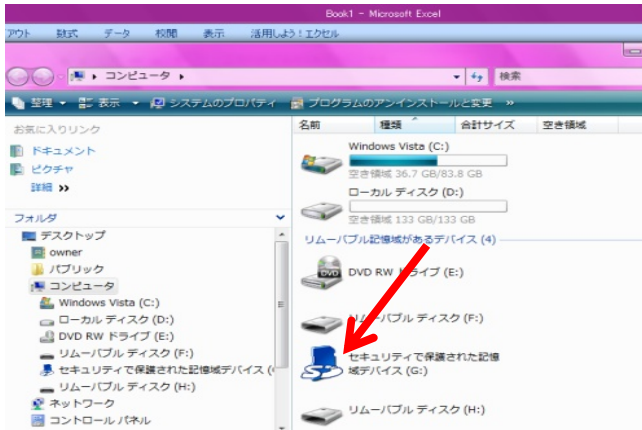 Book1 - Microsoft Excel
アウト 数式 データ 校閲 表示 活用しよう!エクセル
コンピュータ
検索
整理 表示 システムのプロパティ プログラムのアンインストールと変更 »
お気に入りリンク
ドキュメント
ピクチャ
詳細 »
フォルダ
デスクトップ
owner
パブリック
コンピュータ
Windows Vista (C:)
ローカル ディスク (D:)
DVD RW ドライブ (E:)
リムーバブル ディスク (F:)
セキュリティで保護された記憶域デバイス (
リムーバブル ディスク (H:)
ネットワーク
コントロール パネル
名前 種類 合計サイズ 空き領域
Windows Vista (C:)
空き領域 36.7 GB/83.8 GB
ローカル ディスク (D:)
空き領域 133 GB/133 GB
リムーバブル記憶域があるデバイス (4)
DVD RW ドライブ (E:)
リムーバブル ディスク (F:)
セキュリティで保護された記憶
域デバイス (G:)
リムーバブル ディスク (H:)